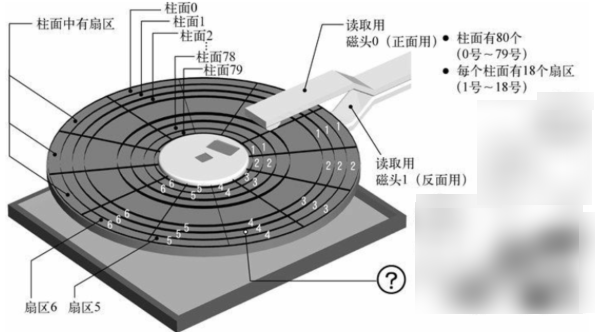 柱面0
柱面1
柱面2
柱面78
柱面79
柱面中有扇区
读取用
磁头0（正面用）
● 柱面有80个
（0号～79号）
● 每个柱面有18个扇区
（1号～18号）
读取用
磁头1（反面用）
1 1 1 1 1
2 2 2 2 2
3 3 3 3 3
4 4 4 4 4
5 5 5 5 5
6 6 6 6 6
扇区6
扇区5
?